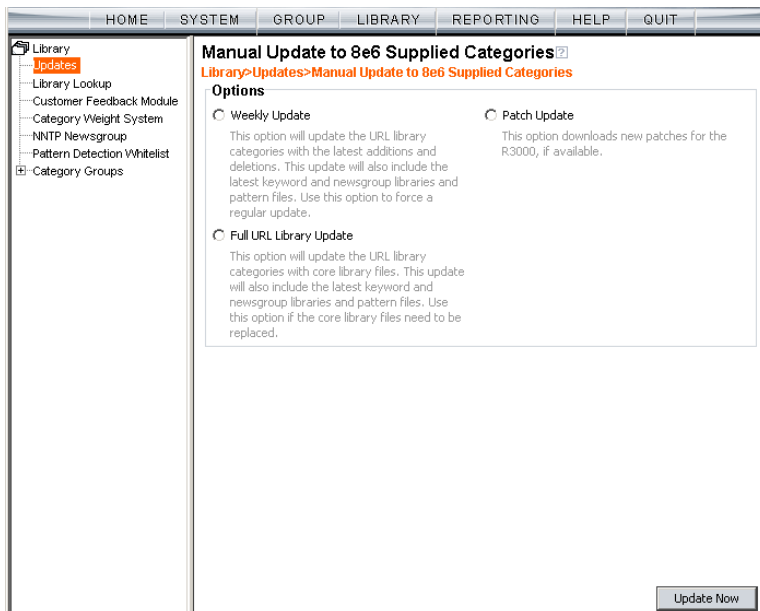 HOME SYSTEM GROUP LIBRARY REPORTING HELP QUIT
Library
Updates
Library Lookup
Customer Feedback Module
Category Weight System
NNTP Newsgroup
Pattern Detection Whitelist
Category Groups
Manual Update to 8e6 Supplied Categories ?
Library>Updates>Manual Update to 8e6 Supplied Categories
Options
Weekly Update
This option will update the URL library
categories with the latest additions and
deletions. This update will also include the
latest keyword and newsgroup libraries and
pattern files. Use this option to force a
regular update.
Full URL Library Update
This option will update the URL library
categories with core library files. This update
will also include the latest keyword and
newsgroup libraries and pattern files. Use
this option if the core library files need to be
replaced.
Patch Update
This option downloads new patches for the
R3000, if available.
Update Now